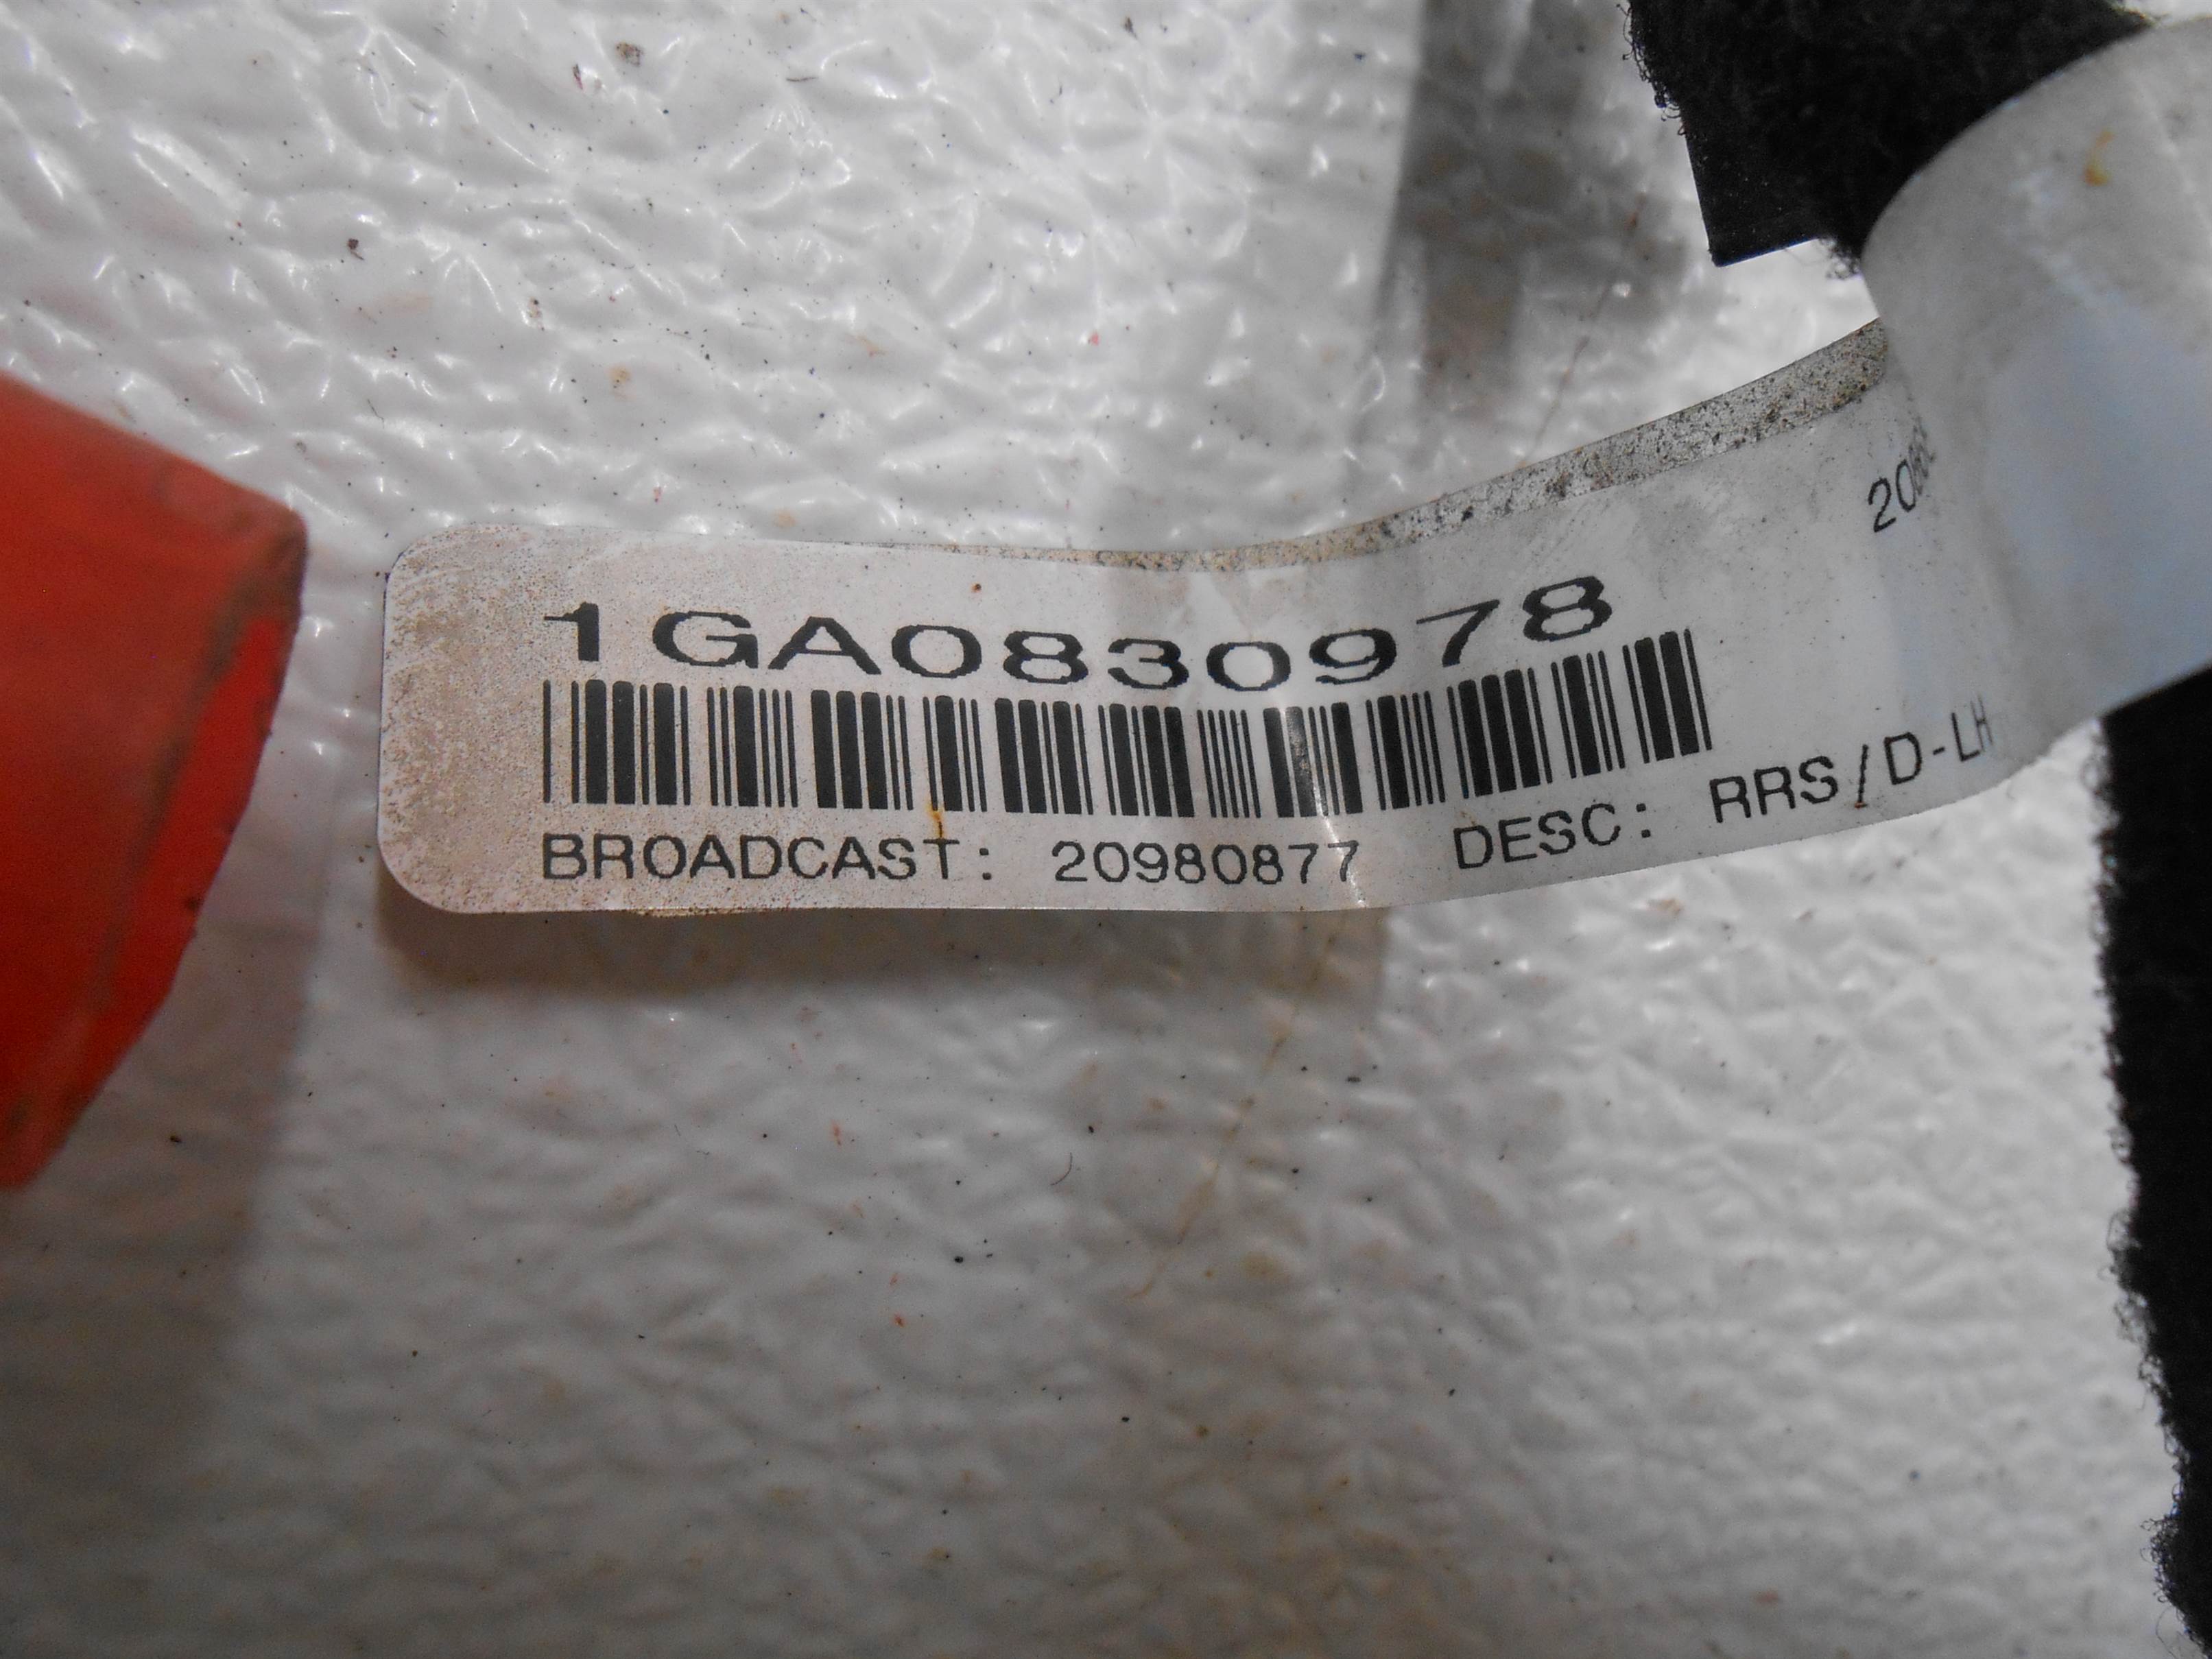 1GA0830978
BROADCAST: 20980877 DESC: RRS/D-LH